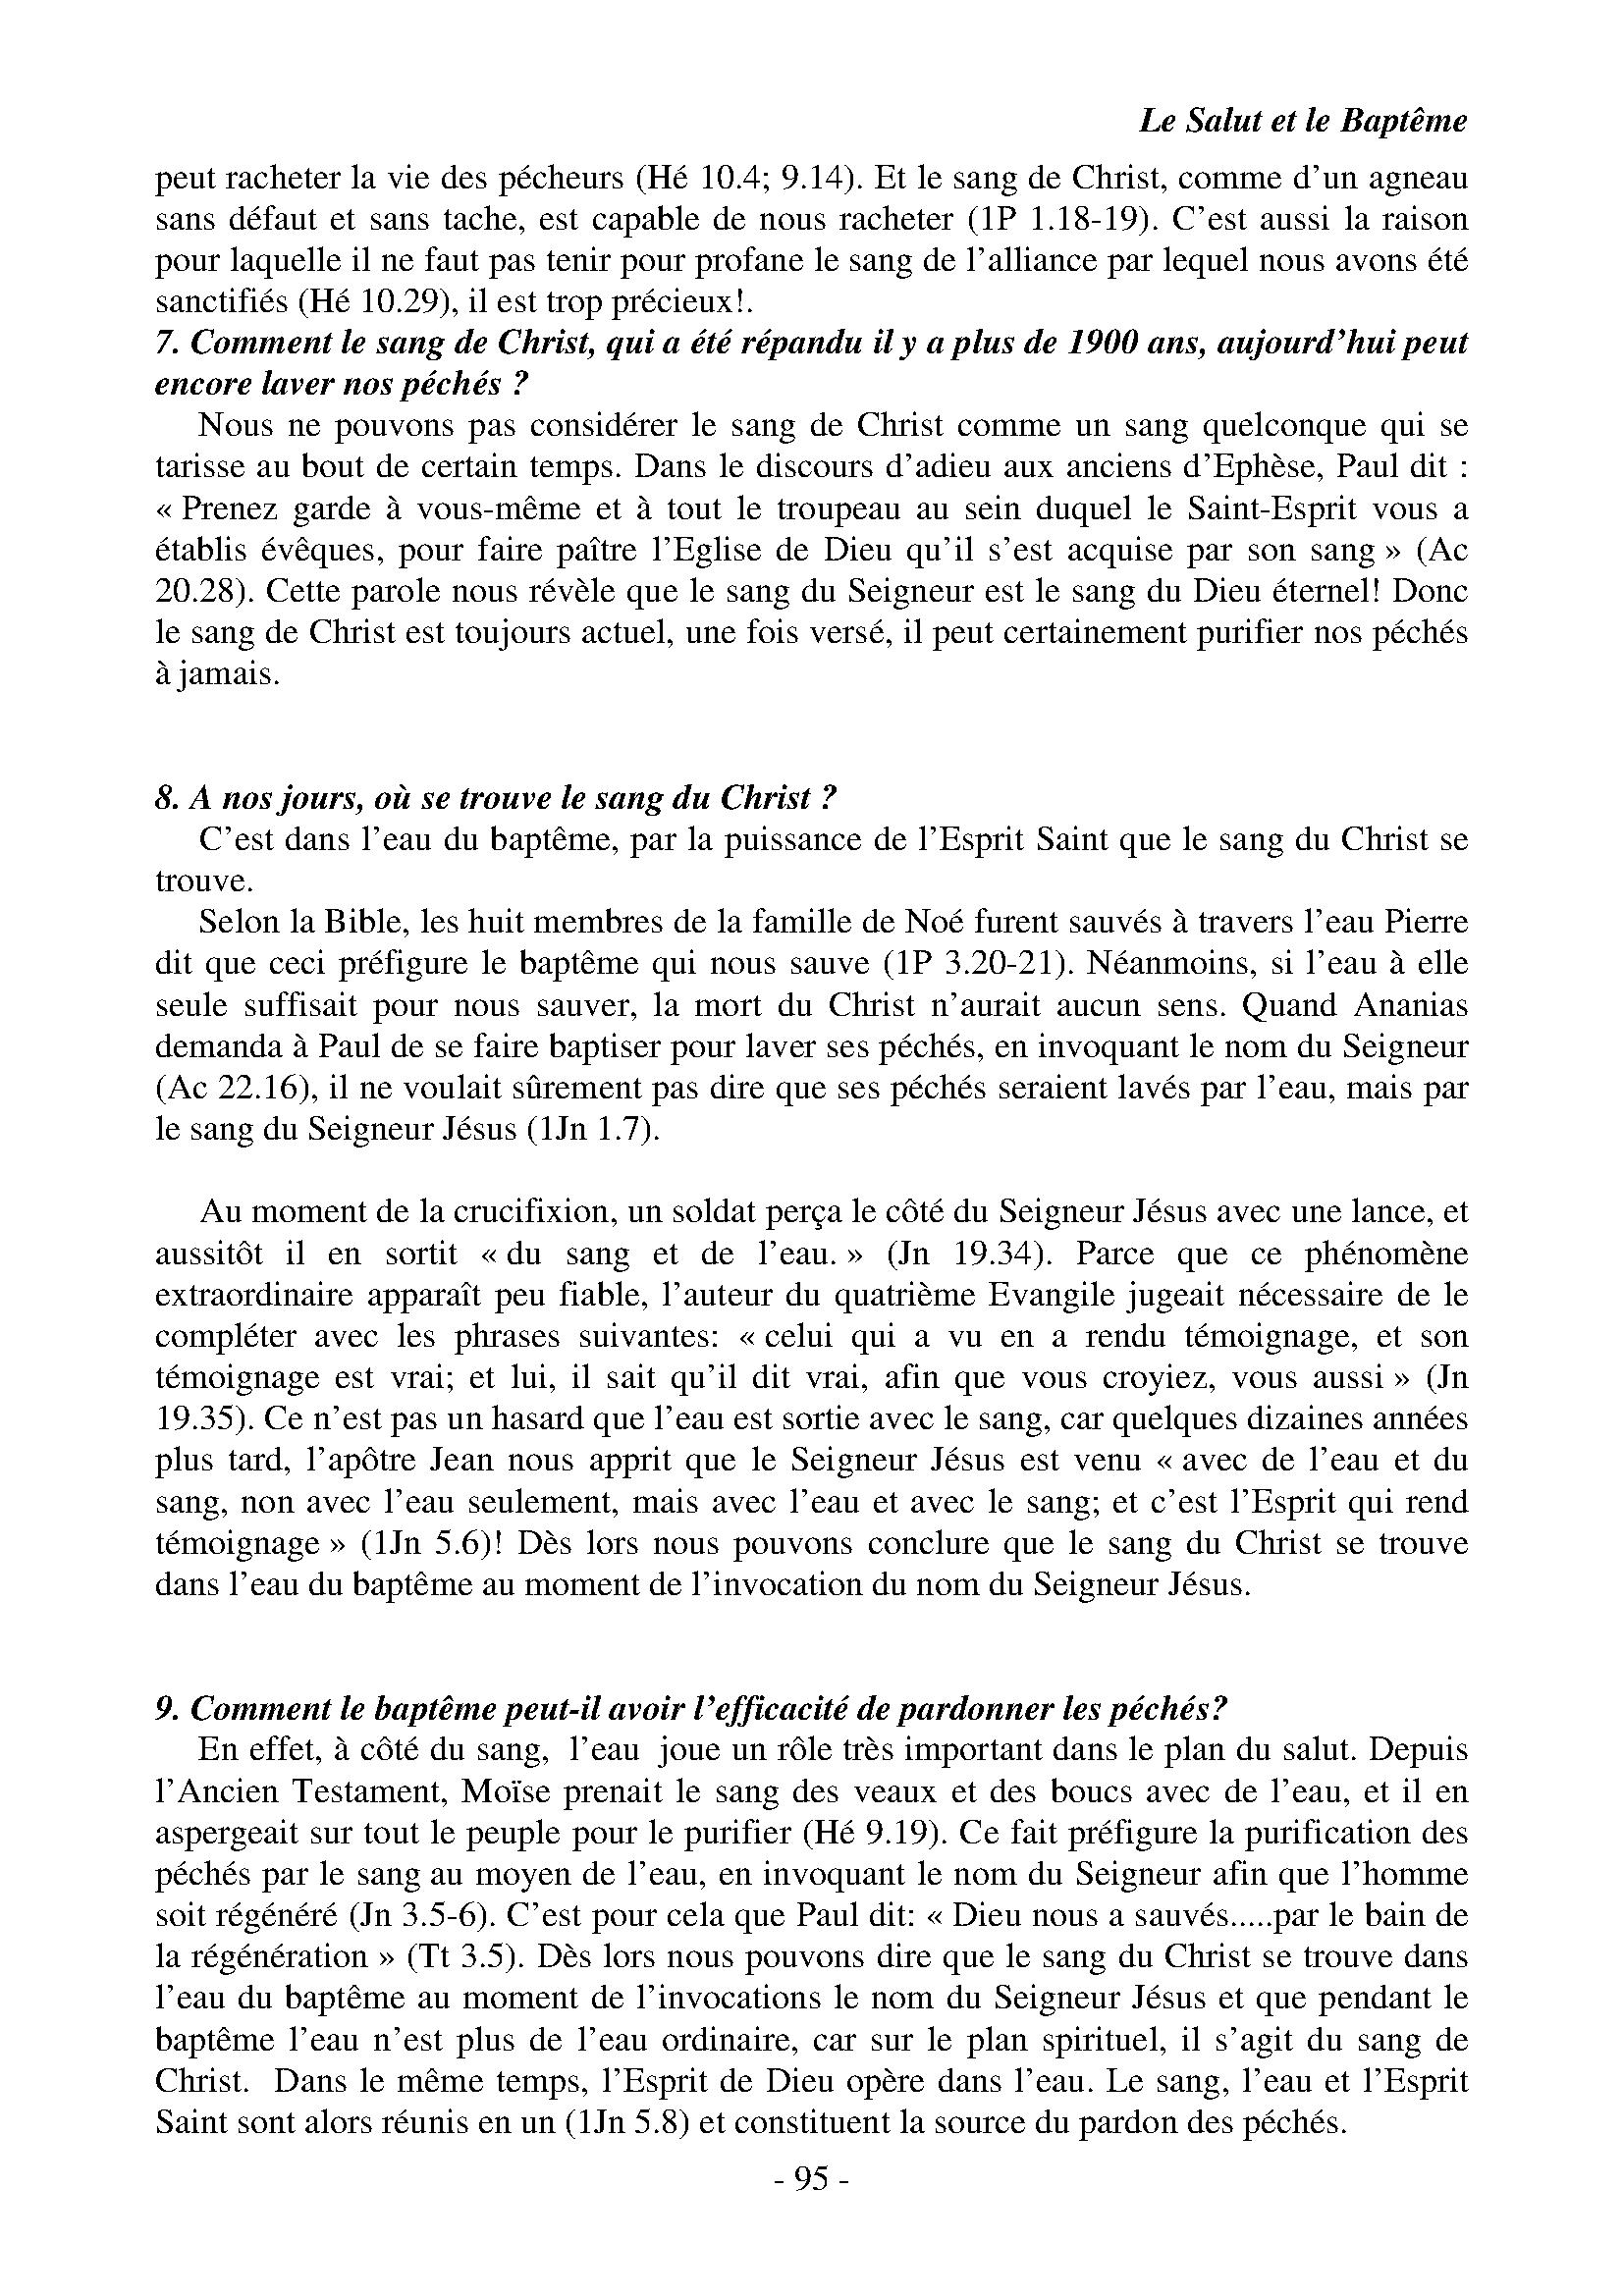 Le Salut et le Baptême
peut racheter la vie des pécheurs (Hé 10.4; 9.14). Et le sang de Christ, comme d’un agneau
sans défaut et sans tache, est capable de nous racheter (1P 1.18-19). C’est aussi la raison
pour laquelle il ne faut pas tenir pour profane le sang de l’alliance par lequel nous avons été
sanctifiés (Hé 10.29), il est trop précieux!.
7. Comment le sang de Christ, qui a été répandu il y a plus de 1900 ans, aujourd’hui peut
encore laver nos péchés ?
Nous ne pouvons pas considérer le sang de Christ comme un sang quelconque qui se
tarisse au bout de certain temps. Dans le discours d’adieu aux anciens d’Ephèse, Paul dit :
« Prenez garde à vous-même et à tout le troupeau au sein duquel le Saint-Esprit vous a
établis évêques, pour faire paître l’Eglise de Dieu qu’il s’est acquise par son sang » (Ac
20.28). Cette parole nous révèle que le sang du Seigneur est le sang du Dieu éternel! Donc
le sang de Christ est toujours actuel, une fois versé, il peut certainement purifier nos péchés
à jamais.
8. A nos jours, où se trouve le sang du Christ ?
C’est dans l’eau du baptême, par la puissance de l’Esprit Saint que le sang du Christ se
trouve.
Selon la Bible, les huit membres de la famille de Noé furent sauvés à travers l’eau Pierre
dit que ceci préfigure le baptême qui nous sauve (1P 3.20-21). Néanmoins, si l’eau à elle
seule suffisait pour nous sauver, la mort du Christ n’aurait aucun sens. Quand Ananias
demanda à Paul de se faire baptiser pour laver ses péchés, en invoquant le nom du Seigneur
(Ac 22.16), il ne voulait sûrement pas dire que ses péchés seraient lavés par l’eau, mais par
le sang du Seigneur Jésus (1Jn 1.7).
Au moment de la crucifixion, un soldat perça le côté du Seigneur Jésus avec une lance, et
aussitôt il en sortit « du sang et de l’eau. » (Jn 19.34). Parce que ce phénomène
extraordinaire apparaît peu fiable, l’auteur du quatrième Evangile jugeait nécessaire de le
compléter avec les phrases suivantes: « celui qui a vu en a rendu témoignage, et son
témoignage est vrai; et lui, il sait qu’il dit vrai, afin que vous croyiez, vous aussi » (Jn
19.35). Ce n’est pas un hasard que l’eau est sortie avec le sang, car quelques dizaines années
plus tard, l’apôtre Jean nous apprit que le Seigneur Jésus est venu « avec de l’eau et du
sang, non avec l’eau seulement, mais avec l’eau et avec le sang; et c’est l’Esprit qui rend
témoignage » (1Jn 5.6)! Dès lors nous pouvons conclure que le sang du Christ se trouve
dans l’eau du baptême au moment de l’invocation du nom du Seigneur Jésus.
9. Comment le baptême peut-il avoir l’efficacité de pardonner les péchés?
En effet, à côté du sang,  l’eau  joue un rôle très important dans le plan du salut. Depuis
l’Ancien Testament, Moïse prenait le sang des veaux et des boucs avec de l’eau, et il en
aspergeait sur tout le peuple pour le purifier (Hé 9.19). Ce fait préfigure la purification des
péchés par le sang au moyen de l’eau, en invoquant le nom du Seigneur afin que l’homme
soit régénéré (Jn 3.5-6). C’est pour cela que Paul dit: « Dieu nous a sauvés.....par le bain de
la régénération » (Tt 3.5). Dès lors nous pouvons dire que le sang du Christ se trouve dans
l’eau du baptême au moment de l’invocations le nom du Seigneur Jésus et que pendant le
baptême l’eau n’est plus de l’eau ordinaire, car sur le plan spirituel, il s’agit du sang de
Christ.  Dans le même temps, l’Esprit de Dieu opère dans l’eau. Le sang, l’eau et l’Esprit
Saint sont alors réunis en un (1Jn 5.8) et constituent la source du pardon des péchés.
- 95 -